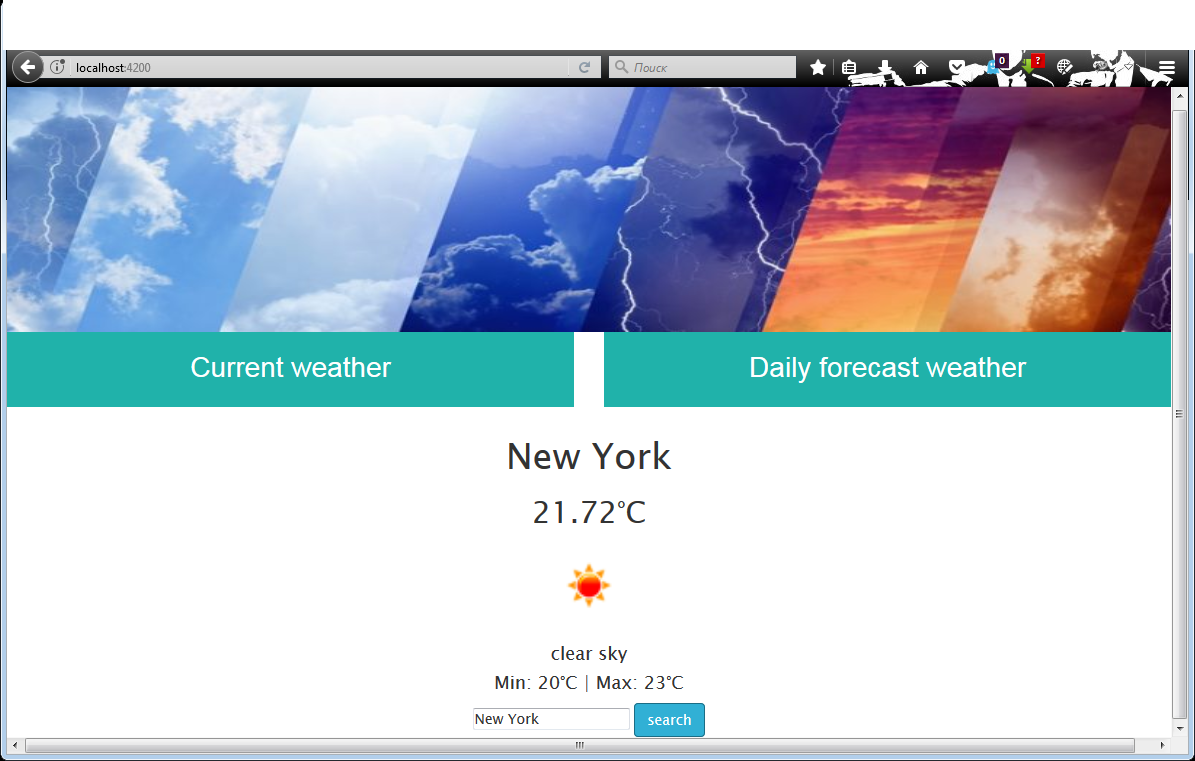 localhost:4200
Поиск
0
?
Current weather
Daily forecast weather
New York
21.72°C
clear sky
Min: 20°C | Max: 23°C
New York
search